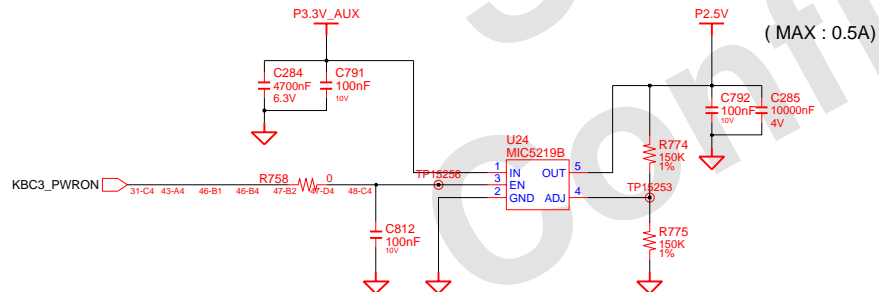 P3.3V_AUX
P2.5V
( MAX : 0.5A)
C284
4700nF
6.3V
C791
100nF
10V
C792
100nF
10V
C285
10000nF
4V
U24
MIC5219B
1 IN OUT 5
3 EN
2 GND ADJ 4
R774
150K
1%
TP15256
TP15253
KBC3_PWRON
R758 0
31-C4 43-A4 46-B1 46-B4 47-B2 47-D4 48-C4
C812
100nF
10V
R775
150K
1%
Confi